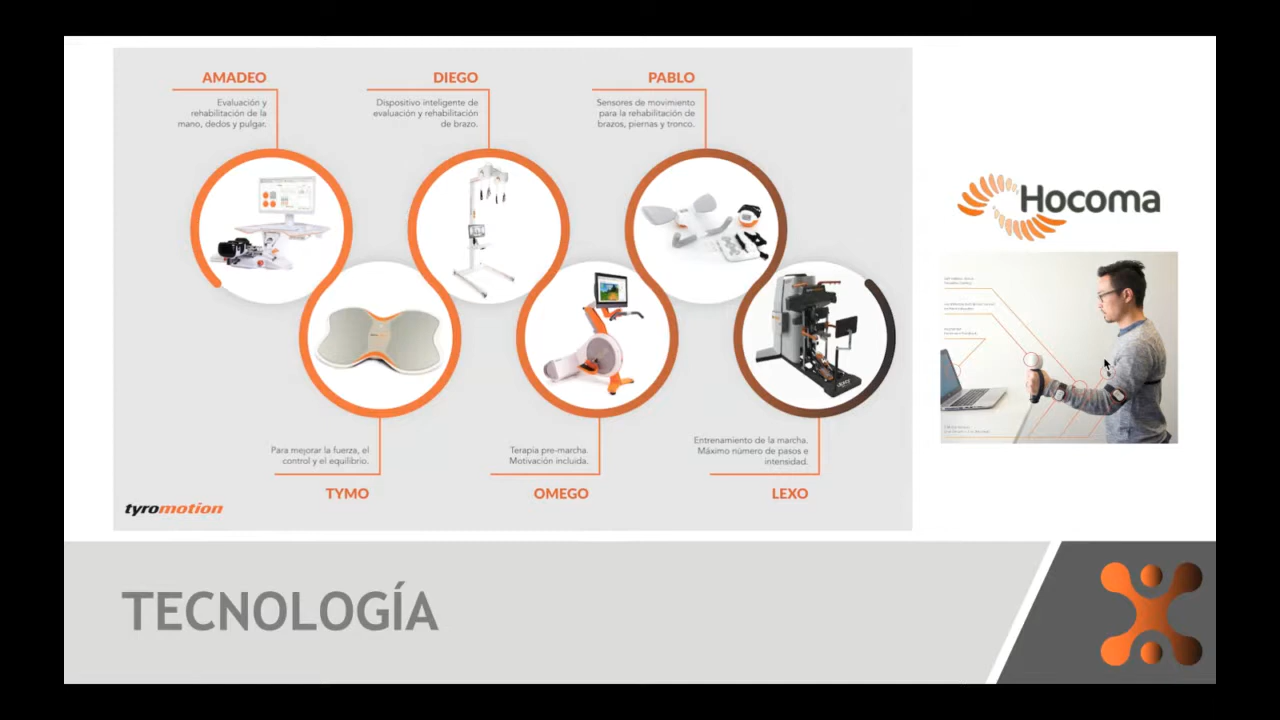 AMADEO
Evaluación y
rehabilitación de la
mano, dedos y pulgar.
DIEGO
Dispositivo inteligente de
evaluación y rehabilitación
de brazo.
PABLO
Sensores de movimiento
para la rehabilitación de
brazos, piernas y tronco.
Para mejorar la fuerza, el
control y el equilibrio.
TYMO
Terapia pre-marcha.
Motivación incluida.
OMEGO
Entrenamiento de la marcha.
Máximo número de pasos e
intensidad.
LEXO
tyromotion
Hocoma
TECNOLOGÍA